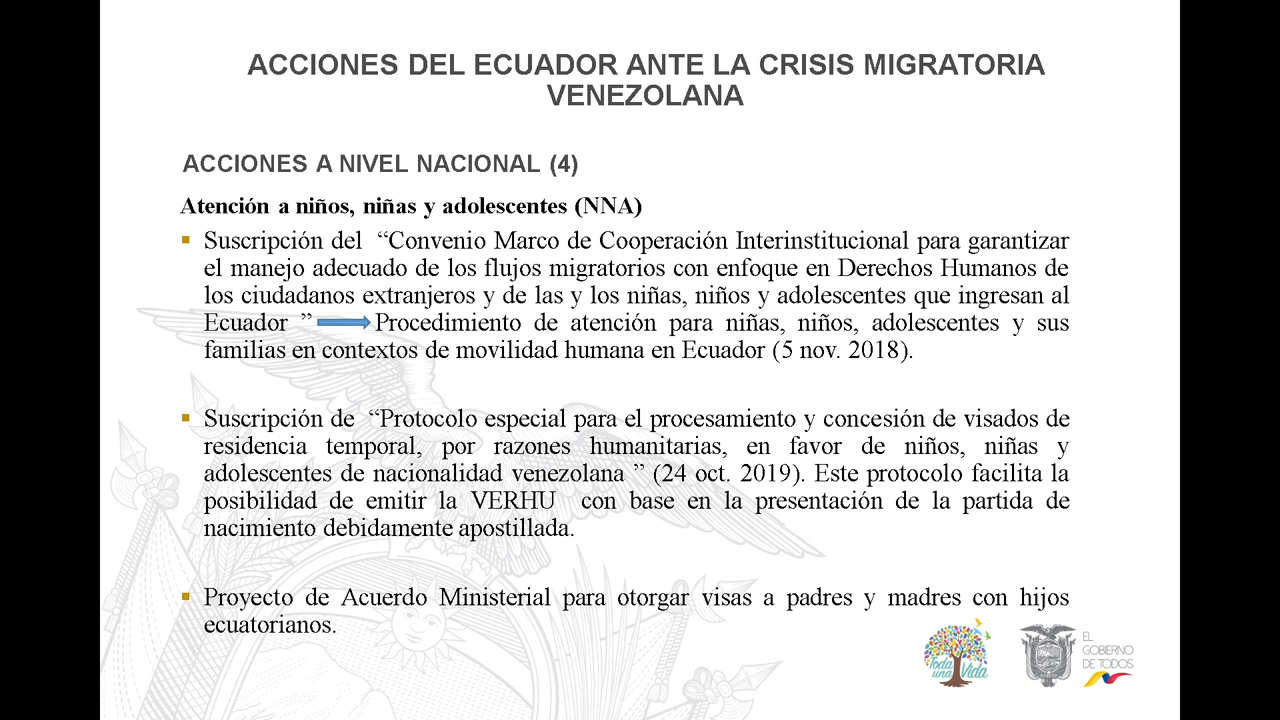 ACCIONES DEL ECUADOR ANTE LA CRISIS MIGRATORIA
VENEZOLANA
ACCIONES A NIVEL NACIONAL (4)
Atención a niños, niñas y adolescentes (NNA)
Suscripción del “Convenio Marco de Cooperación Interinstitucional para garantizar
el manejo adecuado de los flujos migratorios con enfoque en Derechos Humanos de
los ciudadanos extranjeros y de las y los niñas, niños y adolescentes que ingresan al
Ecuador ” Procedimiento de atención para niñas, niños, adolescentes y sus
familias en contextos de movilidad humana en Ecuador (5 nov. 2018).
Suscripción de “Protocolo especial para el procesamiento y concesión de visados de
residencia temporal, por razones humanitarias, en favor de niños, niñas y
adolescentes de nacionalidad venezolana ” (24 oct. 2019). Este protocolo facilita la
posibilidad de emitir la VERHU con base en la presentación de la partida de
nacimiento debidamente apostillada.
Proyecto de Acuerdo Ministerial para otorgar visas a padres y madres con hijos
ecuatorianos.
Toda
una Vida
EL
GOBIERNO
DE TODOS